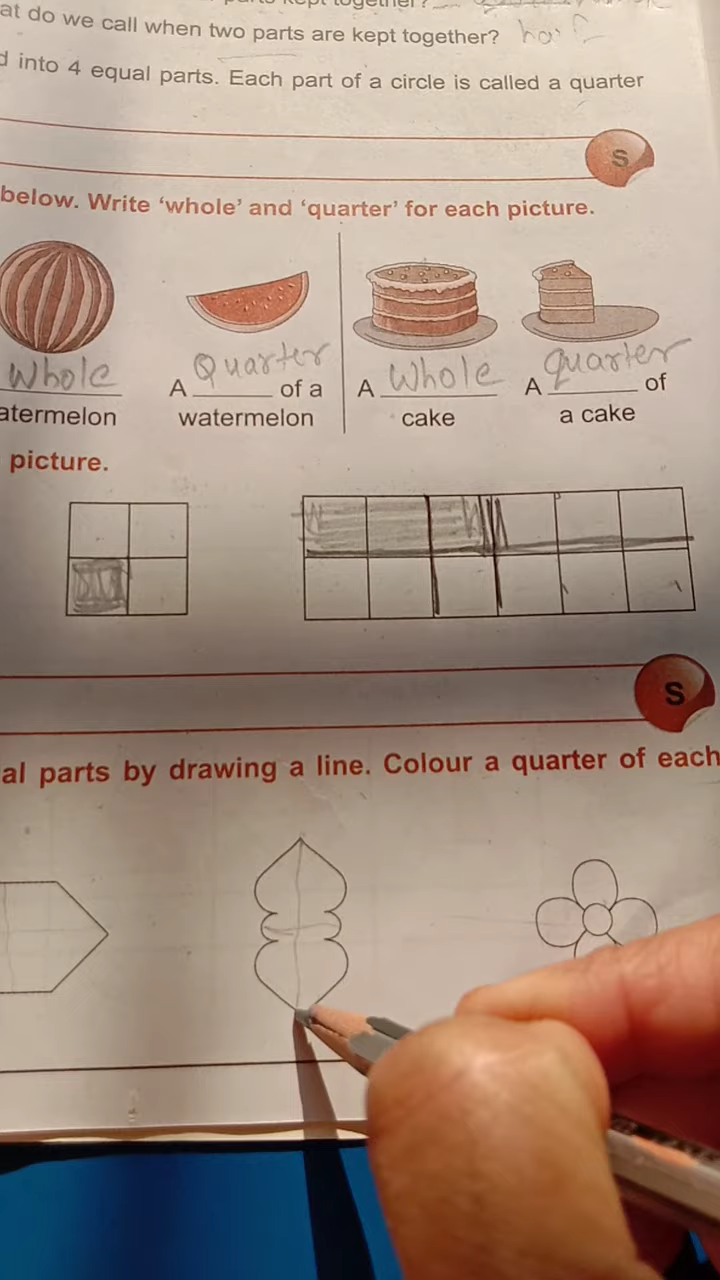 at do we call when two parts are kept together? half
d into 4 equal parts. Each part of a circle is called a quarter
S
below. Write ‘whole’ and ‘quarter’ for each picture.
Whole Quarter Whole quarter
A of a A A of
atermelon watermelon cake a cake
picture.
S
al parts by drawing a line. Colour a quarter of each